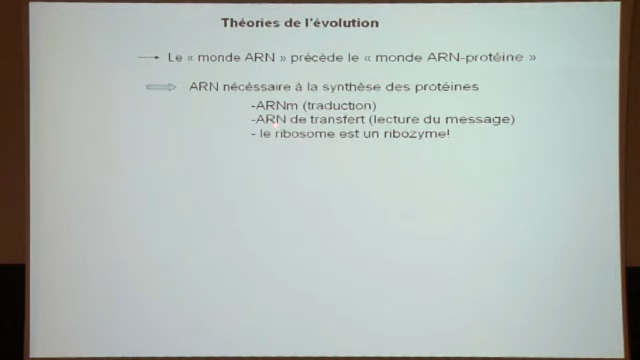 Théories de l'évolution
Le « monde ARN » précède le « monde ARN-protéine »
ARN nécéssaire à la synthèse des protéines
-ARNm (traduction)
-ARN de transfert (lecture du message)
- le ribosome est un ribozyme!